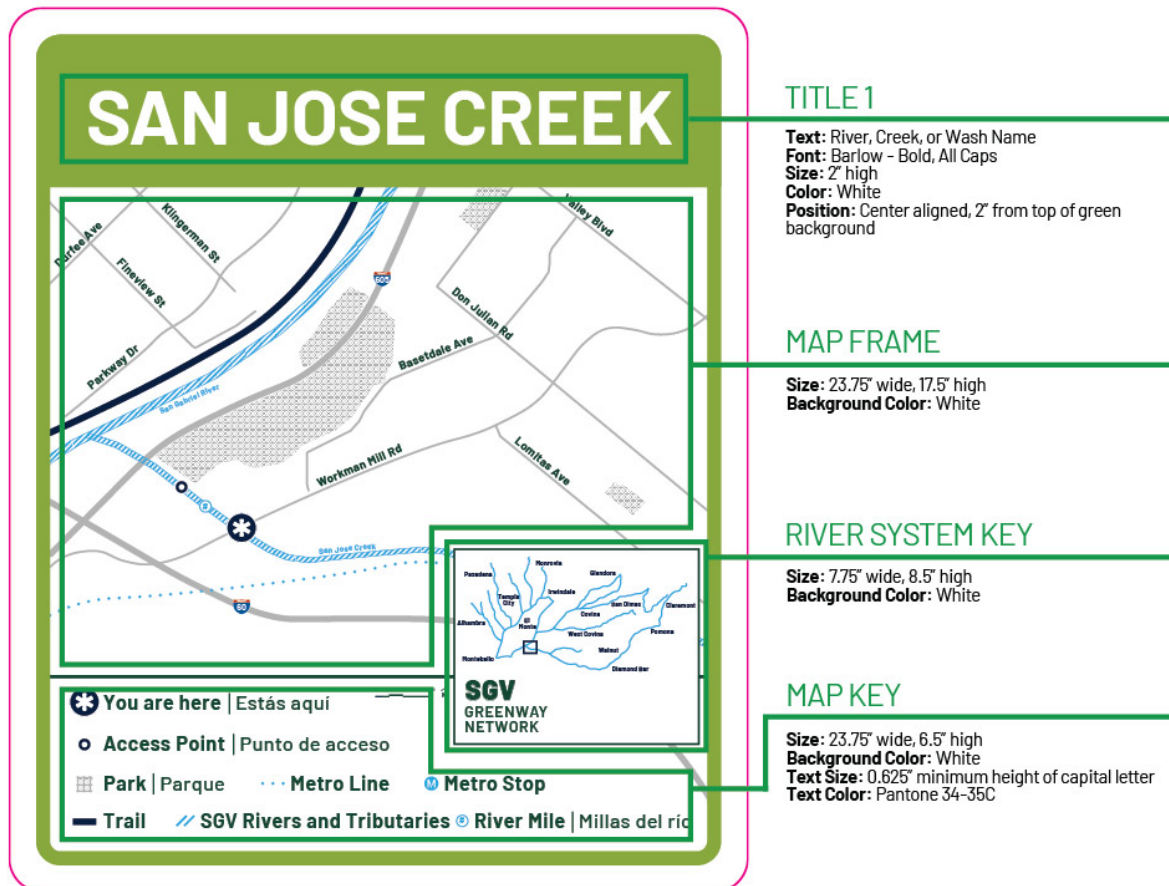 SAN JOSE CREEK
TITLE 1
Text: River, Creek, or Wash Name
Font: Barlow - Bold, All Caps
Size: 2” high
Color: White
Position: Center aligned, 2” from top of green
background
Durfee Ave
Klingerman St
Fineview St
Parkway Dr
San Gabriel River
605
Valley Blvd
Don Julian Rd
Basetdale Ave
Workman Mill Rd
Lomitas Ave
San Jose Creek
60
MAP FRAME
Size: 23.75” wide, 17.5” high
Background Color: White
RIVER SYSTEM KEY
Size: 7.75” wide, 8.5” high
Background Color: White
Pasadena
Monrovia
Glendora
Temple
City
Irwindale
San Dimas
Claremont
Alhambra
El
Monte
Covina
West Covina
Pomona
Montebello
Walnut
Diamond Bar
SGV
GREENWAY
NETWORK
MAP KEY
Size: 23.75” wide, 6.5” high
Background Color: White
Text Size: 0.625” minimum height of capital letter
Text Color: Pantone 34-35C
You are here | Estás aquí
Access Point | Punto de acceso
Park | Parque
Metro Line
M Metro Stop
Trail
SGV Rivers and Tributaries
# River Mile | Millas del río